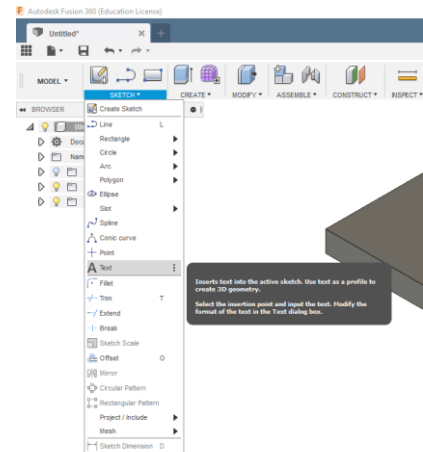 Autodesk Fusion 360 (Education License)
Untitled*
MODEL
SKETCH
CREATE
MODIFY
ASSEMBLE
CONSTRUCT
INSPECT
BROWSER
Create Sketch
Line L
Rectangle
Circle
Arc
Polygon
Ellipse
Slot
Spline
Conic curve
Point
Text
Inserts text into the active sketch. Use text as a profile to
create 3D geometry.
Select the insertion point and input the text. Modify the
format of the text in the Text dialog box.
Fillet
Trim T
Extend
Break
Sketch Scale
Offset O
Mirror
Circular Pattern
Rectangular Pattern
Project / Include
Mesh
Sketch Dimension D